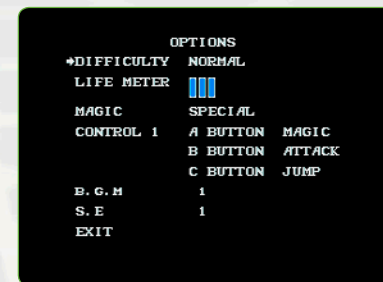 OPTIONS
DIFFICULTY NORMAL
LIFE METER
MAGIC SPECIAL
CONTROL 1 A BUTTON MAGIC
B BUTTON ATTACK
C BUTTON JUMP
B.G.M 1
S.E 1
EXIT